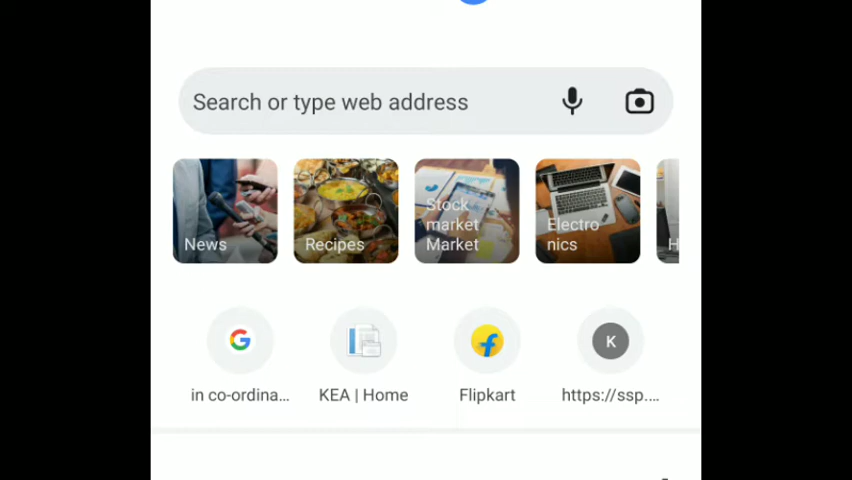 Search or type web address
News
Recipes
Stock
market
Market
Electro
nics
H
in co-ordina...
KEA | Home
Flipkart
K
https://ssp....